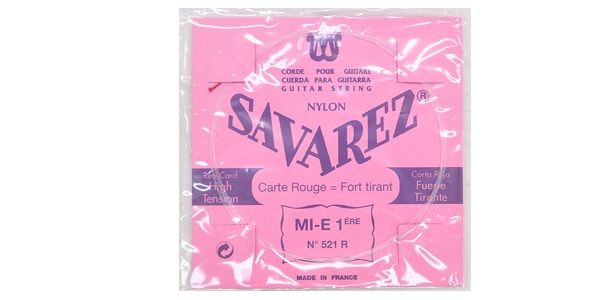 CORDE POUR GUITARE
CUERDA PARA GUITARRA
GUITAR STRING
NYLON
SAVAREZ®
Red Card
High
Tension
Carte Rouge = Fort tirant
Carta Roja
Fuerte
Tirante
MI-E 1ÈRE
N° 521 R
MADE IN FRANCE